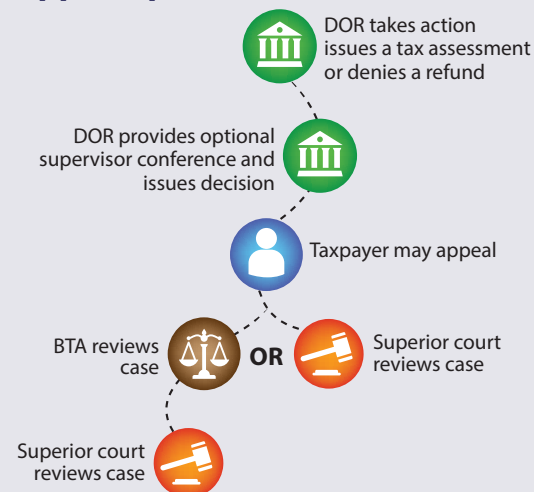 DOR takes action
issues a tax assessment
or denies a refund
DOR provides optional
supervisor conference and
issues decision
Taxpayer may appeal
BTA reviews
case
OR
Superior court
reviews case
Superior court
reviews case